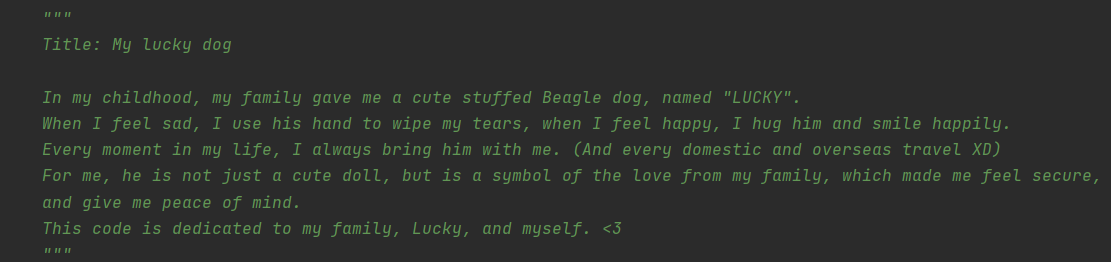 """
Title: My lucky dog
In my childhood, my family gave me a cute stuffed Beagle dog, named "LUCKY".
When I feel sad, I use his hand to wipe my tears, when I feel happy, I hug him and smile happily.
Every moment in my life, I always bring him with me. (And every domestic and overseas travel XD)
For me, he is not just a cute doll, but is a symbol of the love from my family, which made me feel secure,
and give me peace of mind.
This code is dedicated to my family, Lucky, and myself. <3
"""